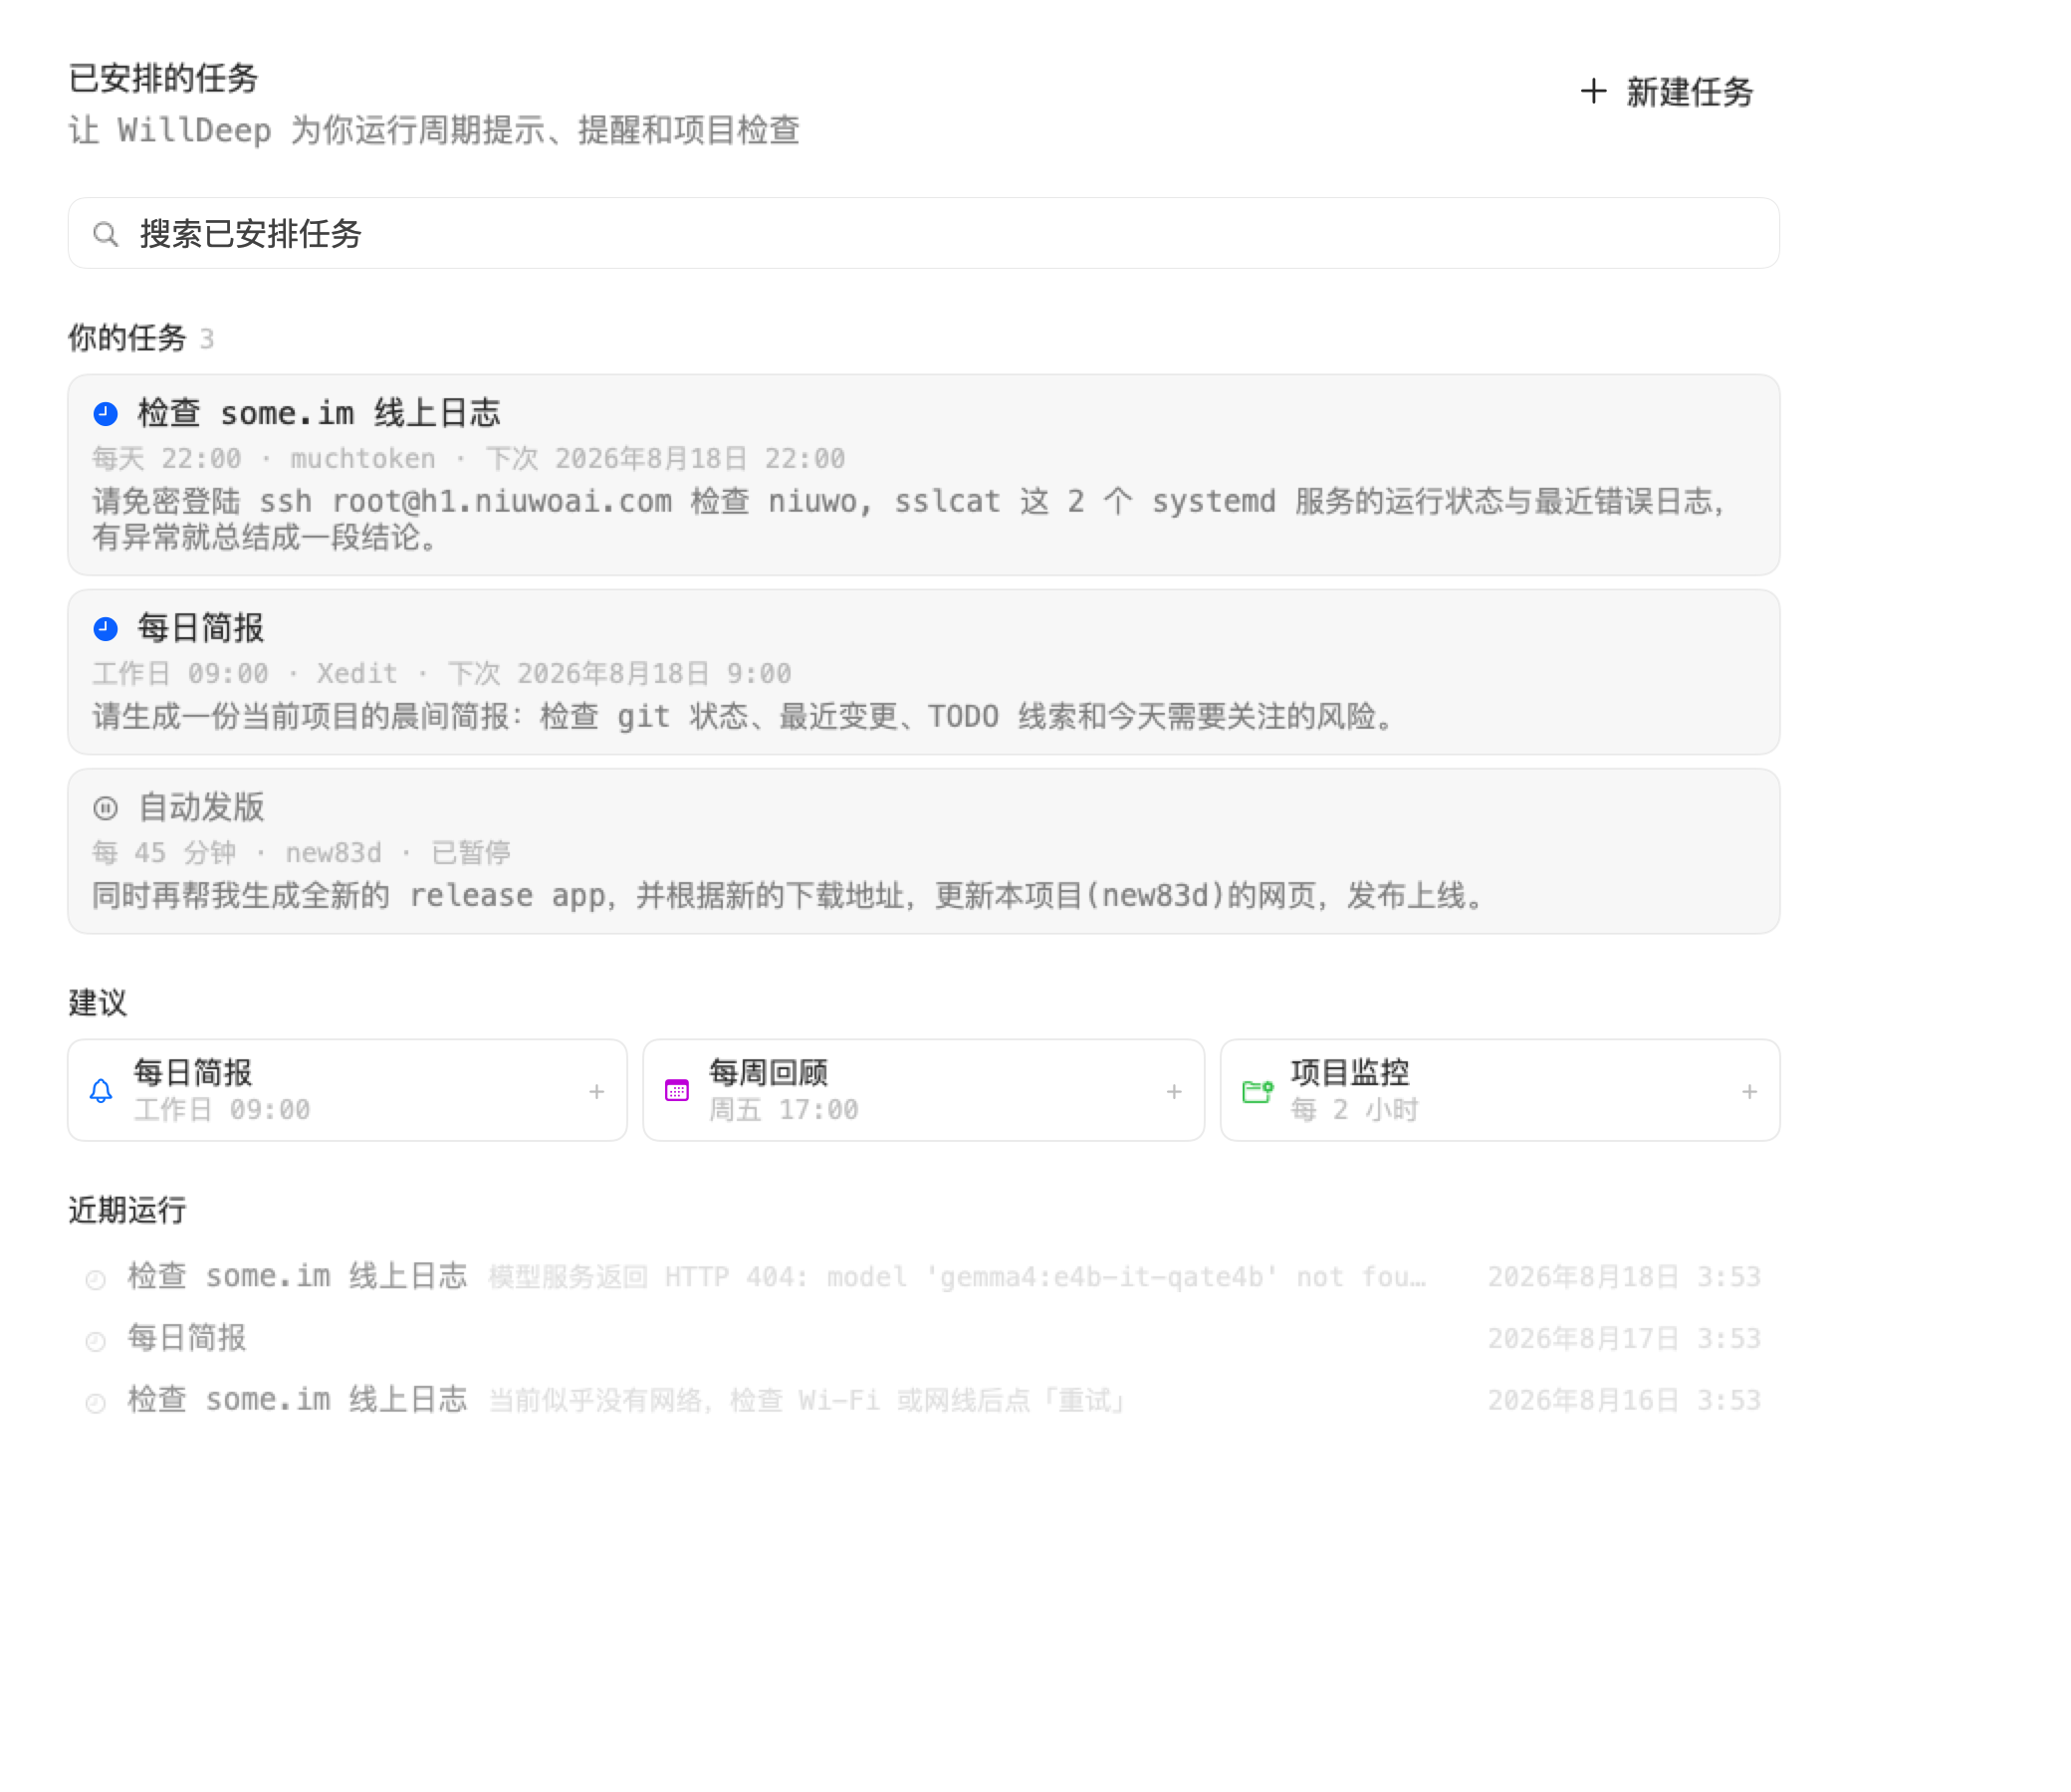 已安排的任务
+ 新建任务
让 WillDeep 为你运行周期提示、提醒和项目检查
搜索已安排任务
你的任务 3
检查 some.im 线上日志
每天 22:00 · muchtoken · 下次 2026年8月18日 22:00
请免密登陆 ssh root@h1.niuwoai.com 检查 niuwo, sslcat 这 2 个 systemd 服务的运行状态与最近错误日志，
有异常就总结成一段结论。
每日简报
工作日 09:00 · Xedit · 下次 2026年8月18日 9:00
请生成一份当前项目的晨间简报：检查 git 状态、最近变更、TODO 线索和今天需要关注的风险。
自动发版
每 45 分钟 · new83d · 已暂停
同时再帮我生成全新的 release app，并根据新的下载地址，更新本项目(new83d)的网页，发布上线。
建议
每日简报
工作日 09:00
+
每周回顾
周五 17:00
+
项目监控
每 2 小时
+
近期运行
检查 some.im 线上日志 模型服务返回 HTTP 404: model 'gemma4:e4b-it-qate4b' not fou… 2026年8月18日 3:53
每日简报 2026年8月17日 3:53
检查 some.im 线上日志 当前似乎没有网络，检查 Wi-Fi 或网线后点「重试」 2026年8月16日 3:53